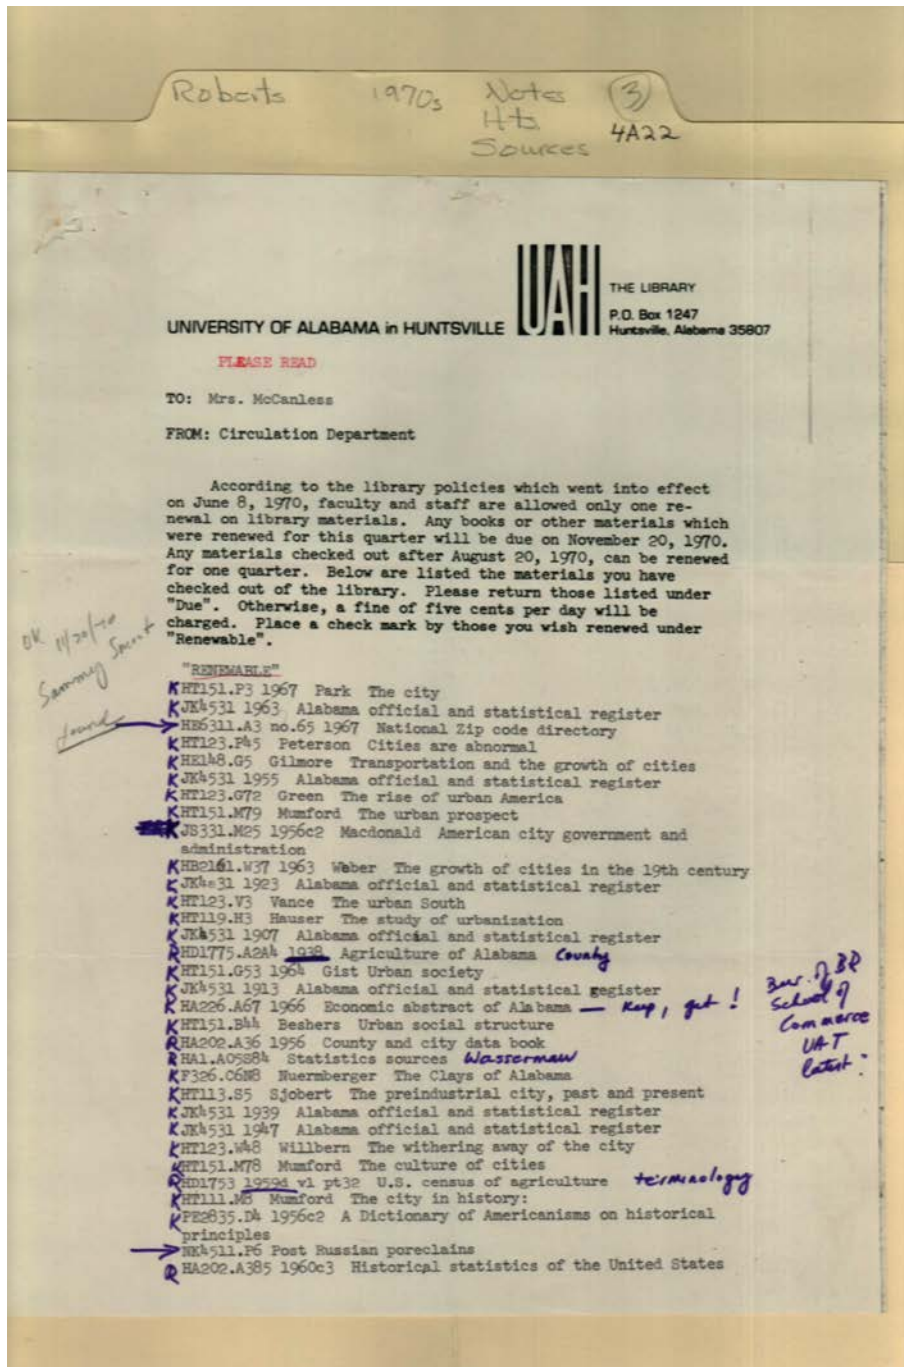 Roberts 1970s Notes 3
Hts. 4A22
Sources
UAH
THE LIBRARY
P.O. Box 1247
UNIVERSITY OF ALABAMA in HUNTSVILLE Huntsville, Alabama 35807
PLEASE READ
TO: Mrs. McCanless
FROM: Circulation Department
According to the library policies which went into effect
on June 8, 1970, faculty and staff are allowed only one re-
newal on library materials. Any books or other materials which
were renewed for this quarter will be due on November 20, 1970.
Any materials checked out after August 20, 1970, can be renewed
for one quarter. Below are listed the materials you have
checked out of the library. Please return those listed under
"Due". Otherwise, a fine of five cents per day will be
charged. Place a check mark by those you wish renewed under
"Renewable".
OK 11/20/70
Sammy
found
"RENEWABLE"
K HT151.P3 1967 Park The city
K JK4531 1963 Alabama official and statistical register
HE6311.A3 no.65 1967 National Zip code directory
K HT123.P45 Peterson Cities are abnormal
K HE148.G5 Gilmore Transportation and the growth of cities
K JK4531 1955 Alabama official and statistical register
K HT123.G72 Green The rise of urban America
K HT151.M79 Mumford The urban prospect
K JS331.M25 1956c2 Macdonald American city government and
administration
K HB2161.W37 1963 Weber The growth of cities in the 19th century
K JK4531 1923 Alabama official and statistical register
K HT123.V3 Vance The urban South
K HT119.H3 Hauser The study of urbanization
K JK4531 1907 Alabama official and statistical register
R HD1775.A2A4 1938 Agriculture of Alabama County
K HT151.G53 1964 Gist Urban society
K JK4531 1913 Alabama official and statistical register
K HA226.A67 1966 Economic abstract of Alabama — Keep, get !
Bur. of BR
School of
Commerce
UAT
latest.
K HT151.B44 Beshers Urban social structure
R HA202.A36 1956 County and city data book
R HA1.A05S84 Statistics sources Wasserman
K F326.C6N8 Nuermberger The Clays of Alabama
K HT113.S5 Sjobert The preindustrial city, past and present
K JK4531 1939 Alabama official and statistical register
K JK4531 1947 Alabama official and statistical register
K HT123.W48 Willbern The withering away of the city
K HT151.M78 Mumford The culture of cities
R HD1753 1959d v1 pt32 U.S. census of agriculture terminology
K HT111.M8 Mumford The city in history:
K PE2835.D4 1956c2 A Dictionary of Americanisms on historical
principles
NK4511.P6 Post Russian poreclains
R HA202.A385 1960c3 Historical statistics of the United States